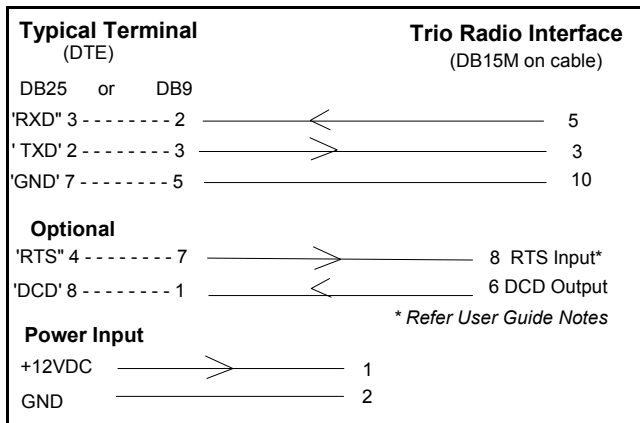 Typical Terminal Trio Radio Interface
(DTE) (DB15M on cable)
DB25 or DB9
'RXD" 3 - - - - - - - - 2 5
' TXD' 2 - - - - - - - - 3 3
'GND' 7 - - - - - - - - 5 10
Optional
'RTS" 4 - - - - - - - - 7 8 RTS Input*
'DCD' 8 - - - - - - - - 1 6 DCD Output
* Refer User Guide Notes
Power Input
+12VDC 1
GND 2